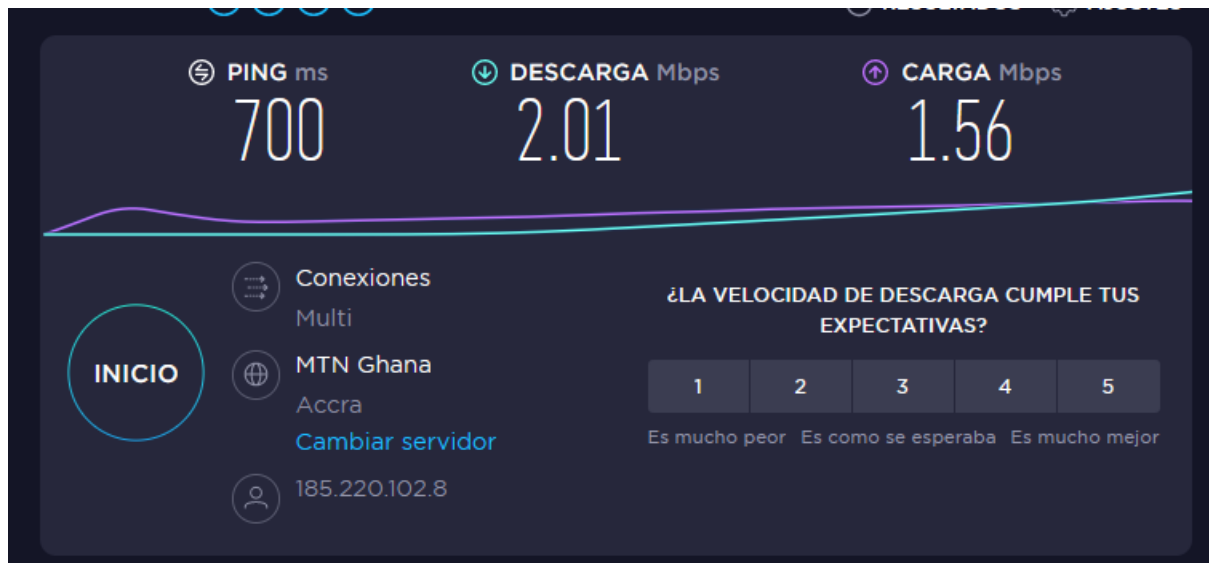 RESULTADOS AJUSTES
PING ms
700
DESCARGA Mbps
2.01
CARGA Mbps
1.56
INICIO
Conexiones
Multi
MTN Ghana
Accra
Cambiar servidor
185.220.102.8
¿LA VELOCIDAD DE DESCARGA CUMPLE TUS
EXPECTATIVAS?
1 2 3 4 5
Es mucho peor Es como se esperaba Es mucho mejor